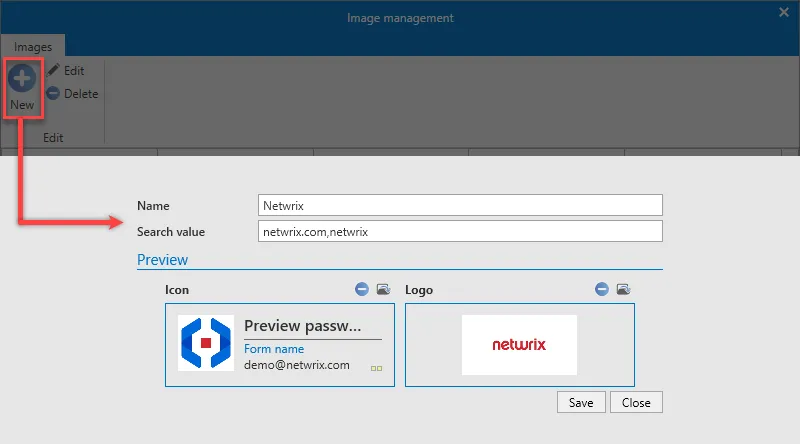 Image management
Images
New
Edit
Delete
Edit
Name
Netwrix
Search value
netwrix.com,netwrix
Preview
Icon
Logo
Preview passw...
Form name
demo@netwrix.com
netwrix
Save
Close